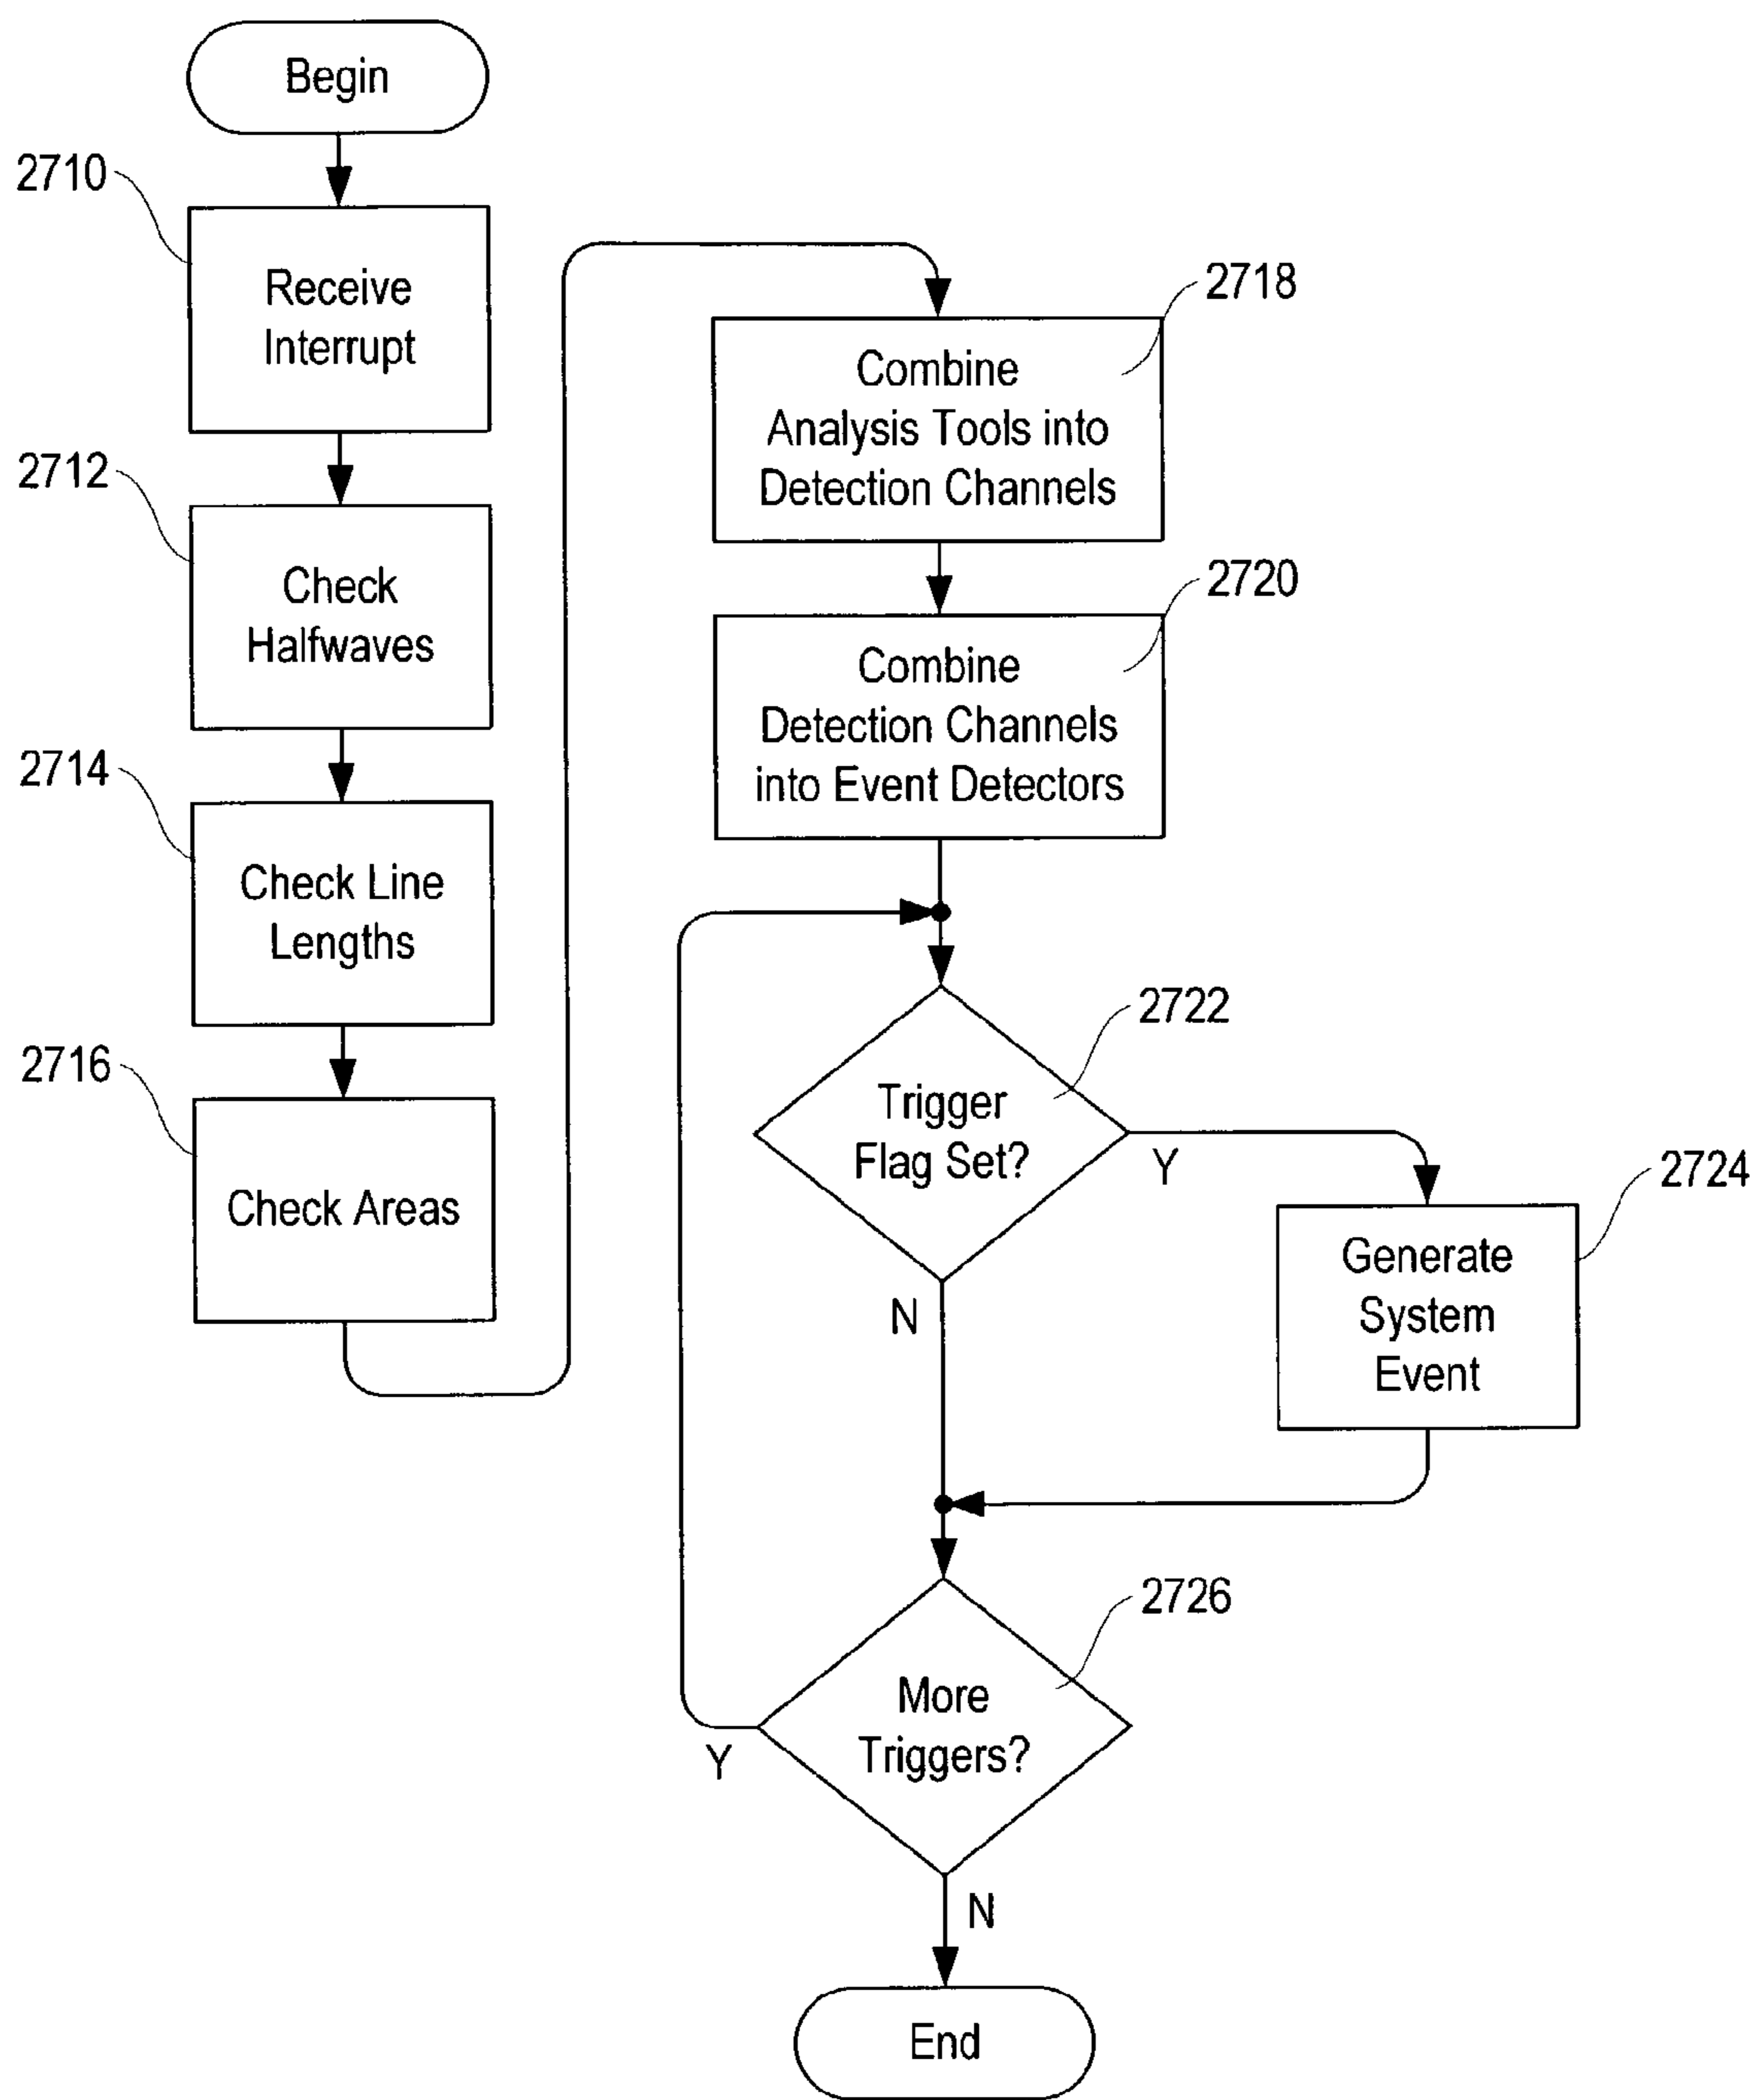 Begin
2710
Receive
Interrupt
2712
Check
Halfwaves
2714
Check Line
Lengths
2716
Check Areas
2718
Combine
Analysis Tools into
Detection Channels
2720
Combine
Detection Channels
into Event Detectors
2722
Trigger
Flag Set?
Y
N
2724
Generate
System
Event
2726
More
Triggers?
Y
N
End